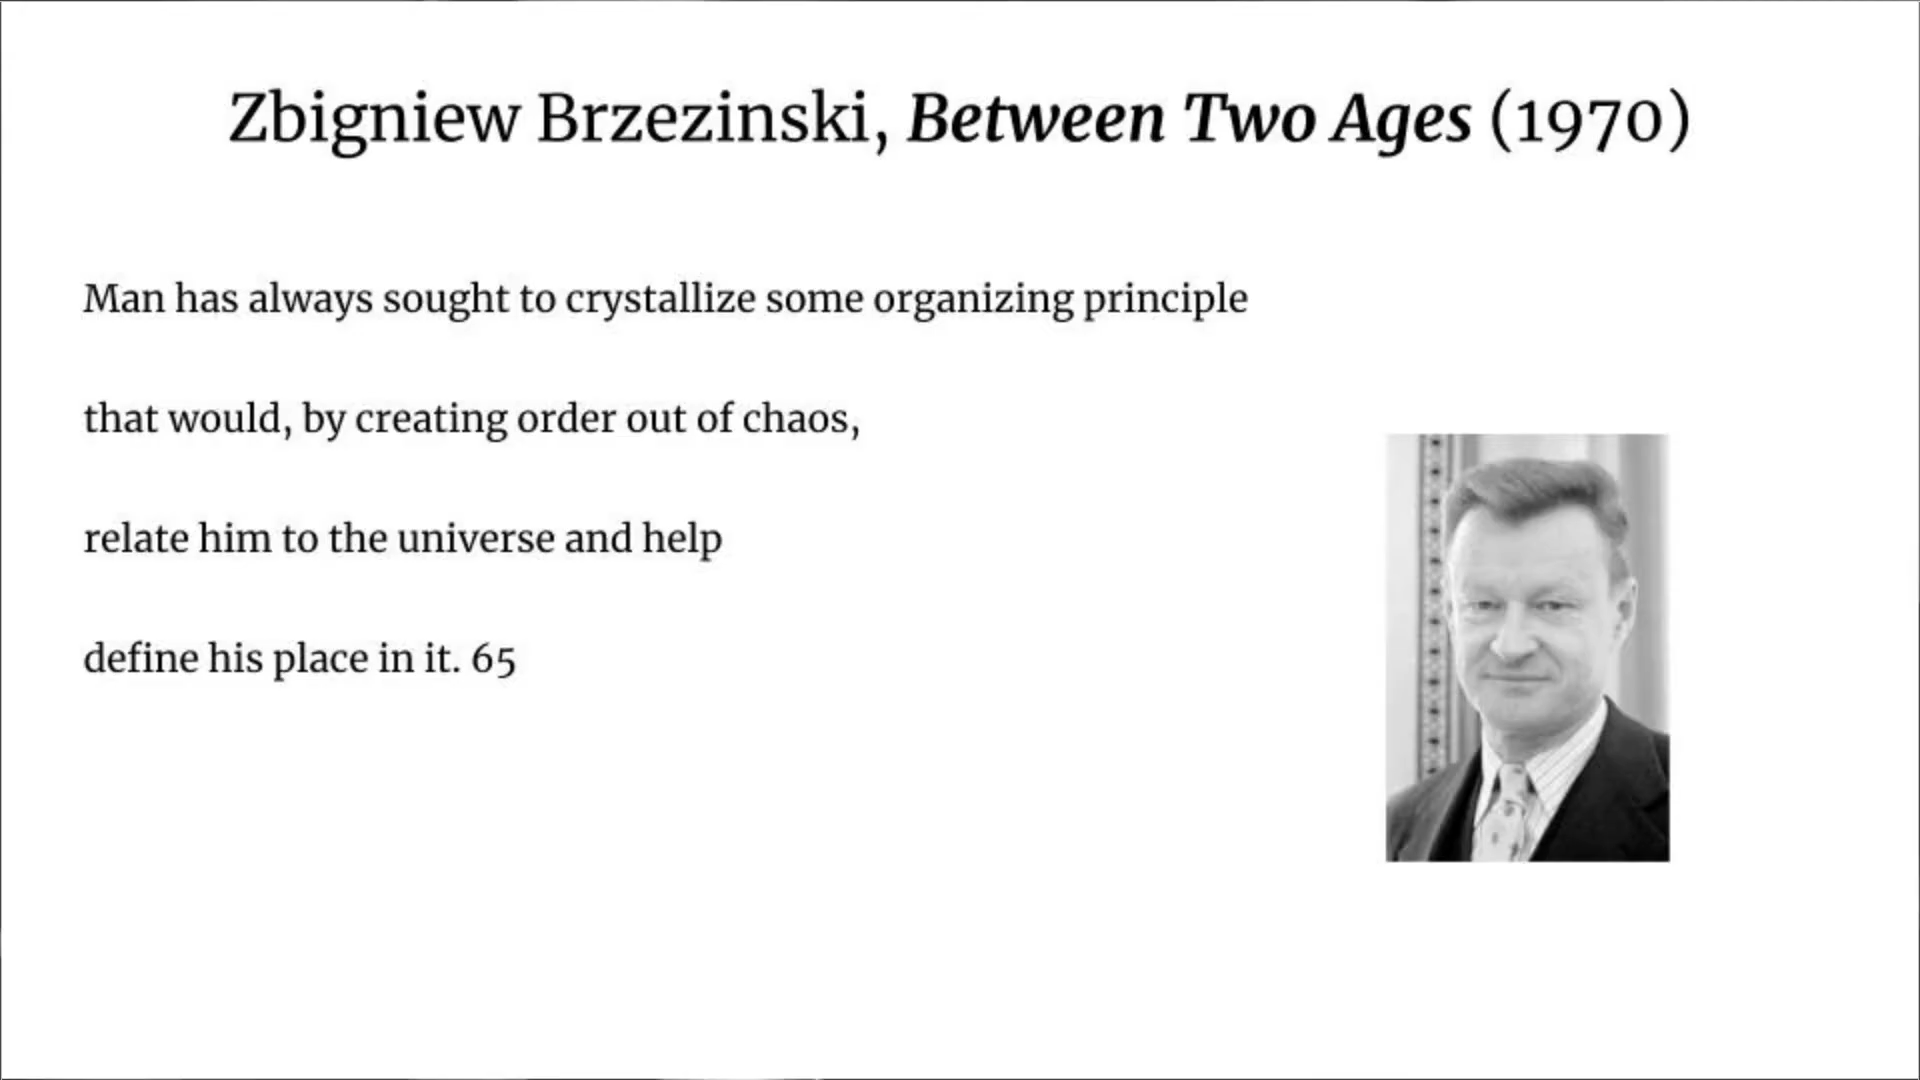 Zbigniew Brzezinski, Between Two Ages (1970)
Man has always sought to crystallize some organizing principle
that would, by creating order out of chaos,
relate him to the universe and help
define his place in it. 65